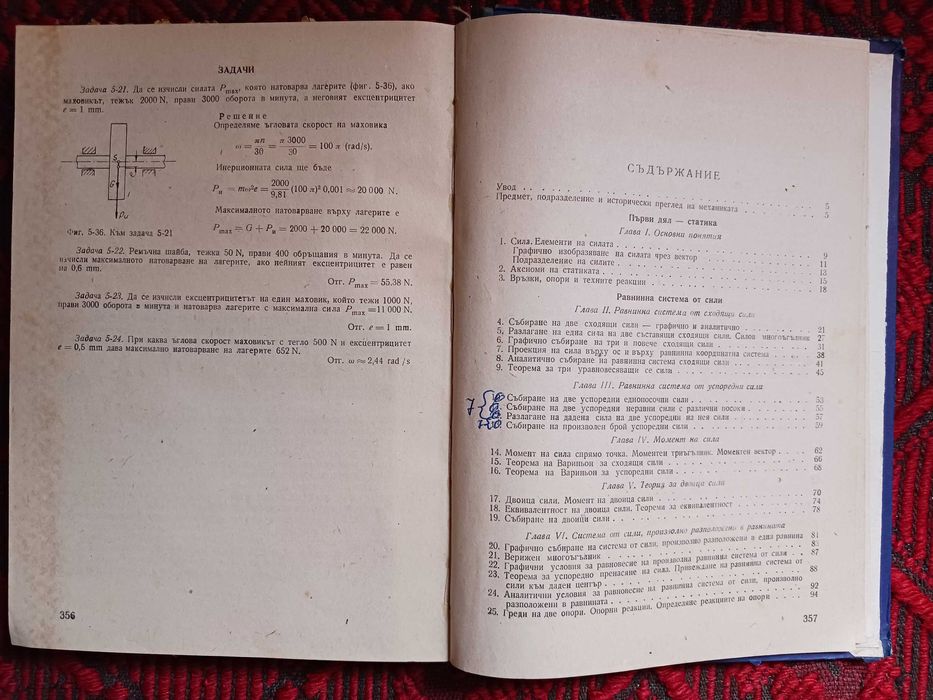 ЗАДАЧИ
Задача 5-21. Да се изчисли силата Pmax, която натоварва лагерите (фиг. 5-36), ако
маховикът, тежък 2000 N, прави 3000 оборота в минута, а неговият ексцентрицитет
e = 1 mm.
Решение
Определяме ъгловата скорост на маховика
ω = πn/30 = π 3000/30 = 100 π (rad/s).
Инерционната сила ще бъде
Pи = mω²e = 2000/9,81 (100 π)² 0,001 ≈ 20 000 N.
Максималното натоварване върху лагерите е
Pmax = G + Pи = 2000 + 20 000 = 22 000 N.
S
G
Pи
Фиг. 5-36. Към задача 5-21
Задача 5-22. Ремъчна шайба, тежка 50 N, прави 400 обръщания в минута. Да се
изчисли максималното натоварване на лагерите, ако нейният ексцентрицитет е равен
на 0,6 mm.
Отг. Pmax = 55,38 N.
Задача 5-23. Да се изчисли ексцентрицитетът на един маховик, който тежи 1000 N,
прави 3000 оборота в минута и натоварва лагерите с максимална сила Pmax = 11 000 N.
Отг. e = 1 mm.
Задача 5-24. При каква ъглова скорост маховикът с тегло 500 N и ексцентрицитет
e = 0,5 mm дава максимално натоварване на лагерите 652 N.
Отг. ω ≈ 2,44 rad/s
356
СЪДЪРЖАНИЕ
Увод 5
Предмет, подразделение и исторически преглед на механиката 5
Първи дял — статика
Глава I. Основни понятия
1. Сила. Елементи на силата 9
Графично изобразяване на силата чрез вектор 11
Подразделение на силите 13
2. Аксиоми на статиката 15
3. Връзки, опори и техните реакции 18
Равнинна система от сили
Глава II. Равнинна система от сходящи сили
4. Събиране на две сходящи сили — графично и аналитично 21
5. Разлагане на една сила на две съставящи сходящи сили. Силов многоъгълник 27
6. Графично събиране на три и повече сходящи сили 31
7. Проекция на сила върху ос и върху равнинна координатна система 38
8. Аналитично събиране на равнинна система сходящи сили 41
9. Теорема за три уравновесяващи се сили 45
Глава III. Равнинна система от успоредни сили
7
Събиране на две успоредни еднопосочни сили 53
Събиране на две успоредни неравни сили с различни посоки 55
Разлагане на дадена сила на две успоредни на нея сили 57
Събиране на произволен брой успоредни сили 59
Глава IV. Момент на сила
14. Момент на сила спрямо точка. Моментен триъгълник. Моментен вектор 62
15. Теорема на Вариньон за сходящи сили 66
16. Теорема на Вариньон за успоредни сили 68
Глава V. Теория за двоица сили
17. Двоица сили. Момент на двоица сили 70
18. Еквивалентност на двоица сили. Теорема за еквивалентност 74
19. Събиране на двоици сили 78
Глава VI. Система от сили, произволно разположени в равнината
20. Графично събиране на система от сили, произволно разположени в една равнина 81
21. Верижен многоъгълник 85
22. Графични условия за равновесие на произволна равнинна система от сили 87
23. Теорема за успоредно пренасяне на сила. Привеждане на равнинна система от
сили към даден център 88
24. Аналитични условия за равновесие на равнинна система от сили, произволно
разположени в равнината 92
25. Греди на две опори. Опорни реакции. Определяне реакциите на опори 94
357